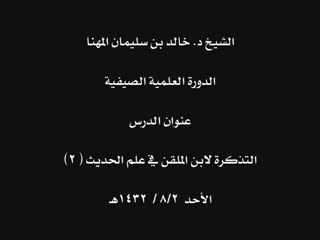 الشيخ د. خالد بن سليمان المهنا
الدورة العلمية الصيفية
عنوان الدرس
التذكرة لابن الملقن في علم الحديث ( ٢ )
الأحد ٨/٢/ ١٤٣٢هـ